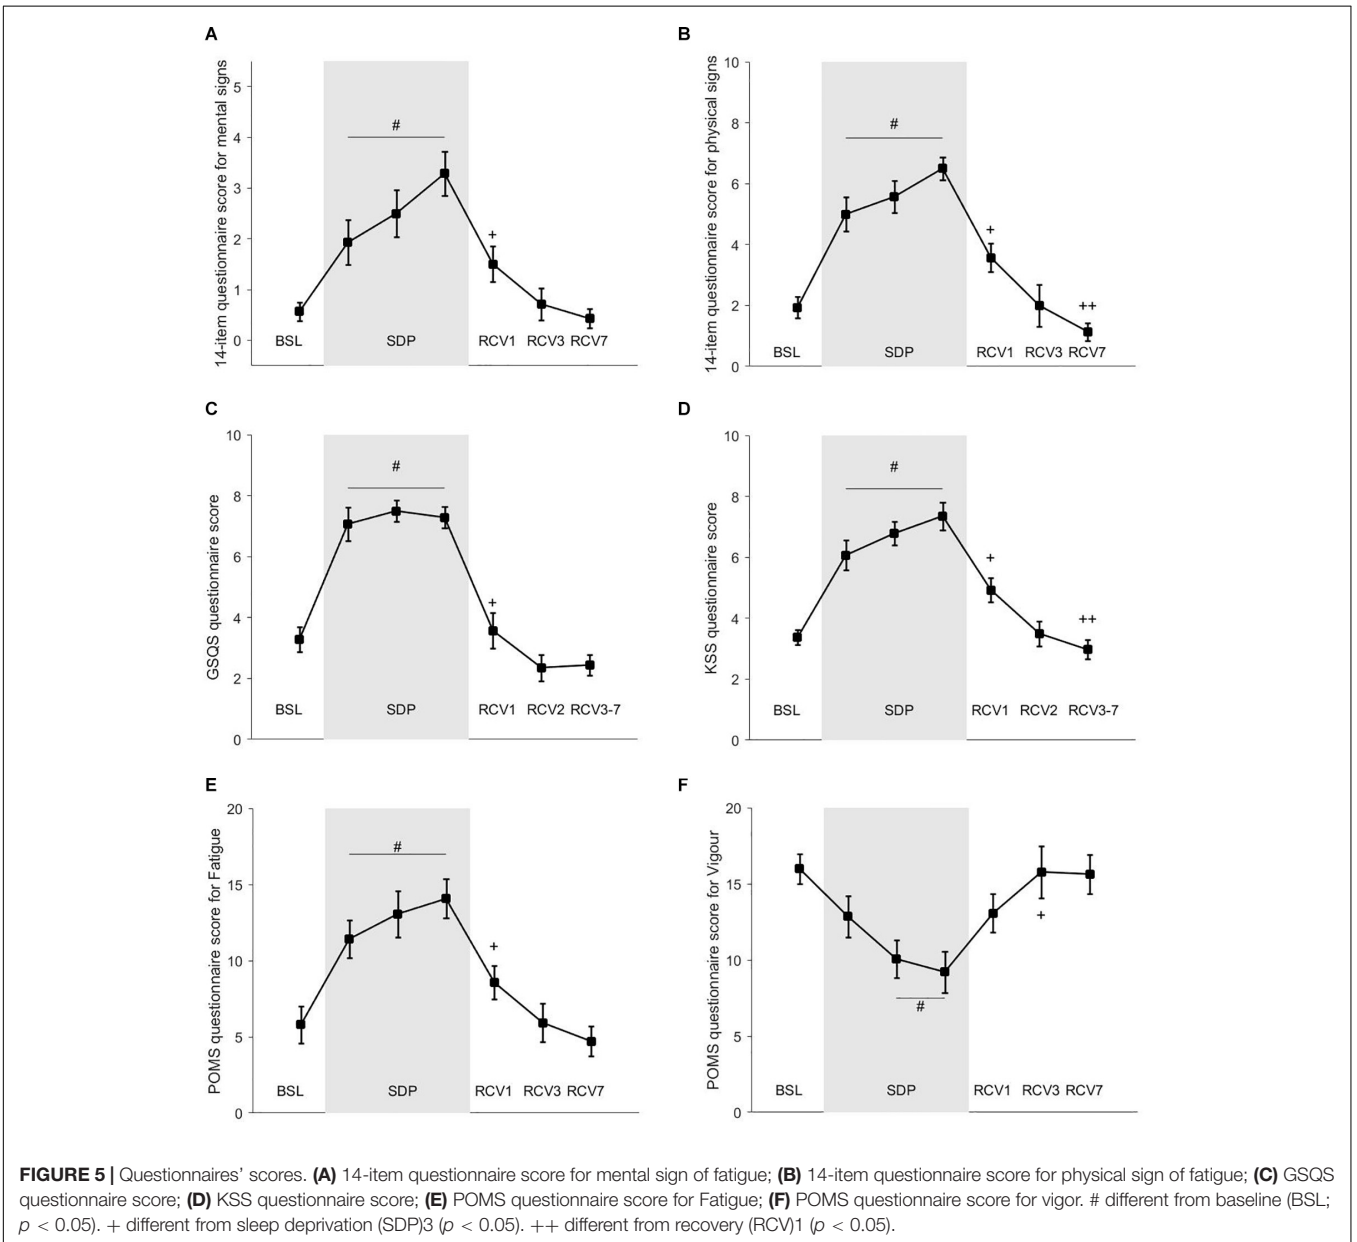 A
14-item questionnaire score for mental signs
5
4
3
2
1
0
#
+
BSL
SDP
RCV1 RCV3 RCV7
B
14-item questionnaire score for physical signs
10
8
6
4
2
0
#
+
++
BSL
SDP
RCV1 RCV3 RCV7
C
GSQS questionnaire score
10
8
6
4
2
0
#
+
BSL
SDP
RCV1 RCV2 RCV3-7
D
KSS questionnaire score
10
8
6
4
2
0
#
+
++
BSL
SDP
RCV1 RCV2 RCV3-7
E
POMS questionnaire score for Fatigue
20
15
10
5
0
#
+
BSL
SDP
RCV1 RCV3 RCV7
F
POMS questionnaire score for Vigour
20
15
10
5
0
#
+
BSL
SDP
RCV1 RCV3 RCV7
FIGURE 5 | Questionnaires' scores. (A) 14-item questionnaire score for mental sign of fatigue; (B) 14-item questionnaire score for physical sign of fatigue; (C) GSQS
questionnaire score; (D) KSS questionnaire score; (E) POMS questionnaire score for Fatigue; (F) POMS questionnaire score for vigor. # different from baseline (BSL;
p < 0.05). + different from sleep deprivation (SDP)3 (p < 0.05). ++ different from recovery (RCV)1 (p < 0.05).